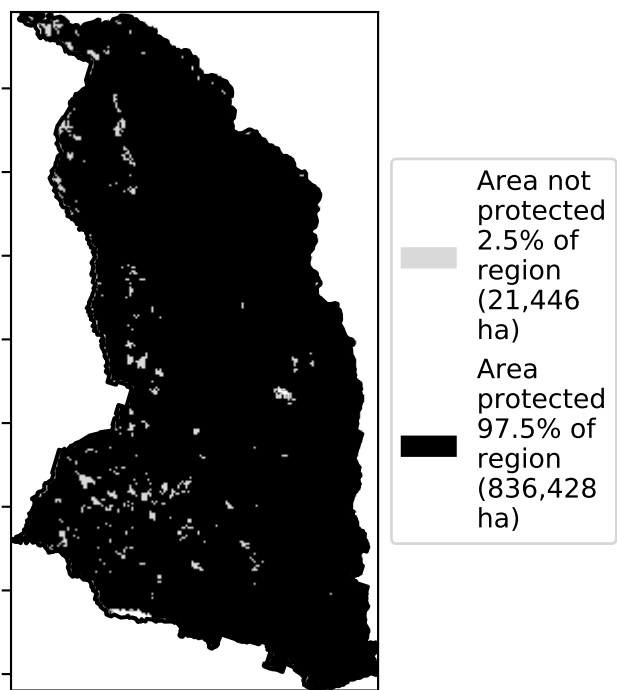 Area not
protected
2.5% of
region
(21,446
ha)
Area
protected
97.5% of
region
(836,428
ha)